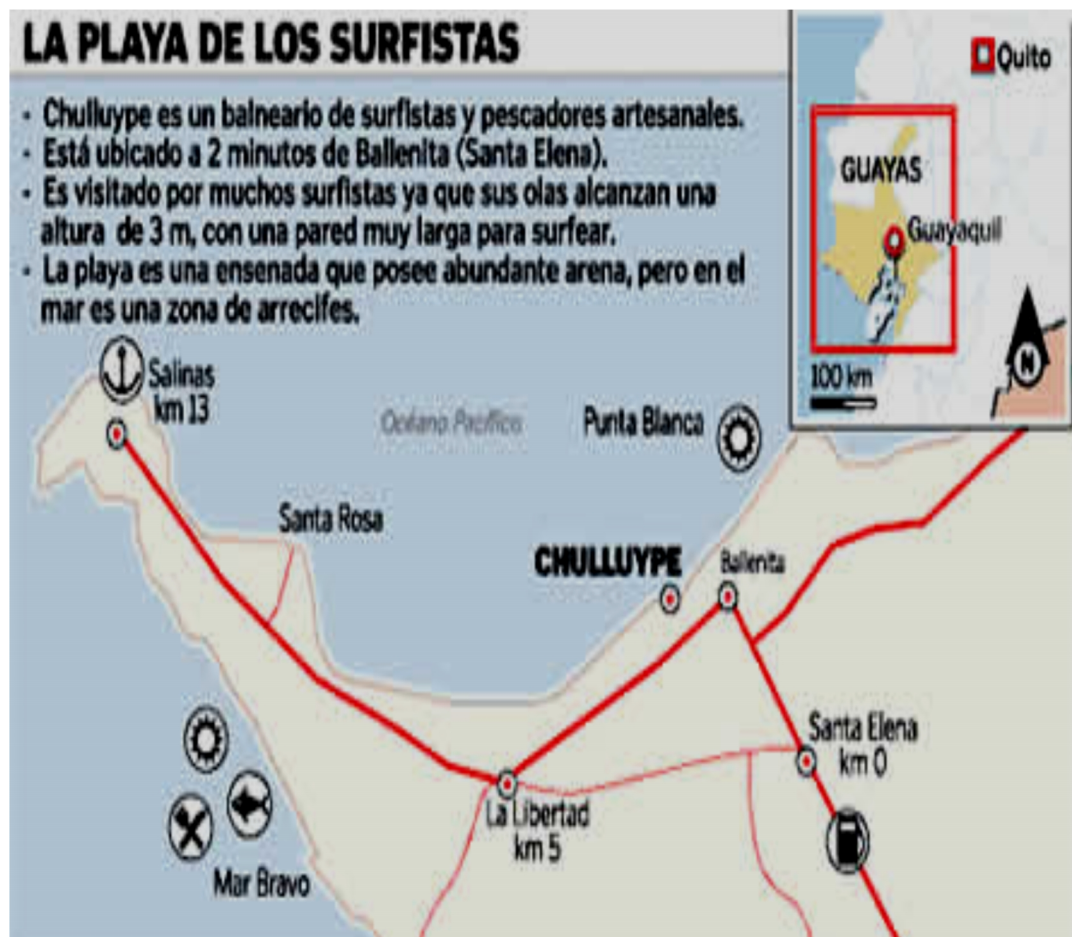 LA PLAYA DE LOS SURFISTAS
· Chulluype es un balneario de surfistas y pescadores artesanales.
· Está ubicado a 2 minutos de Ballenita (Santa Elena).
· Es visitado por muchos surfistas ya que sus olas alcanzan una
altura de 3 m, con una pared muy larga para surfear.
· La playa es una ensenada que posee abundante arena, pero en el
mar es una zona de arrecifes.
Quito
GUAYAS
Guayaquil
100 km
N
Salinas
km 13
Océano Pacífico
Punta Blanca
Santa Rosa
CHULLUYPE
Ballenita
Santa Elena
km 0
La Libertad
km 5
Mar Bravo